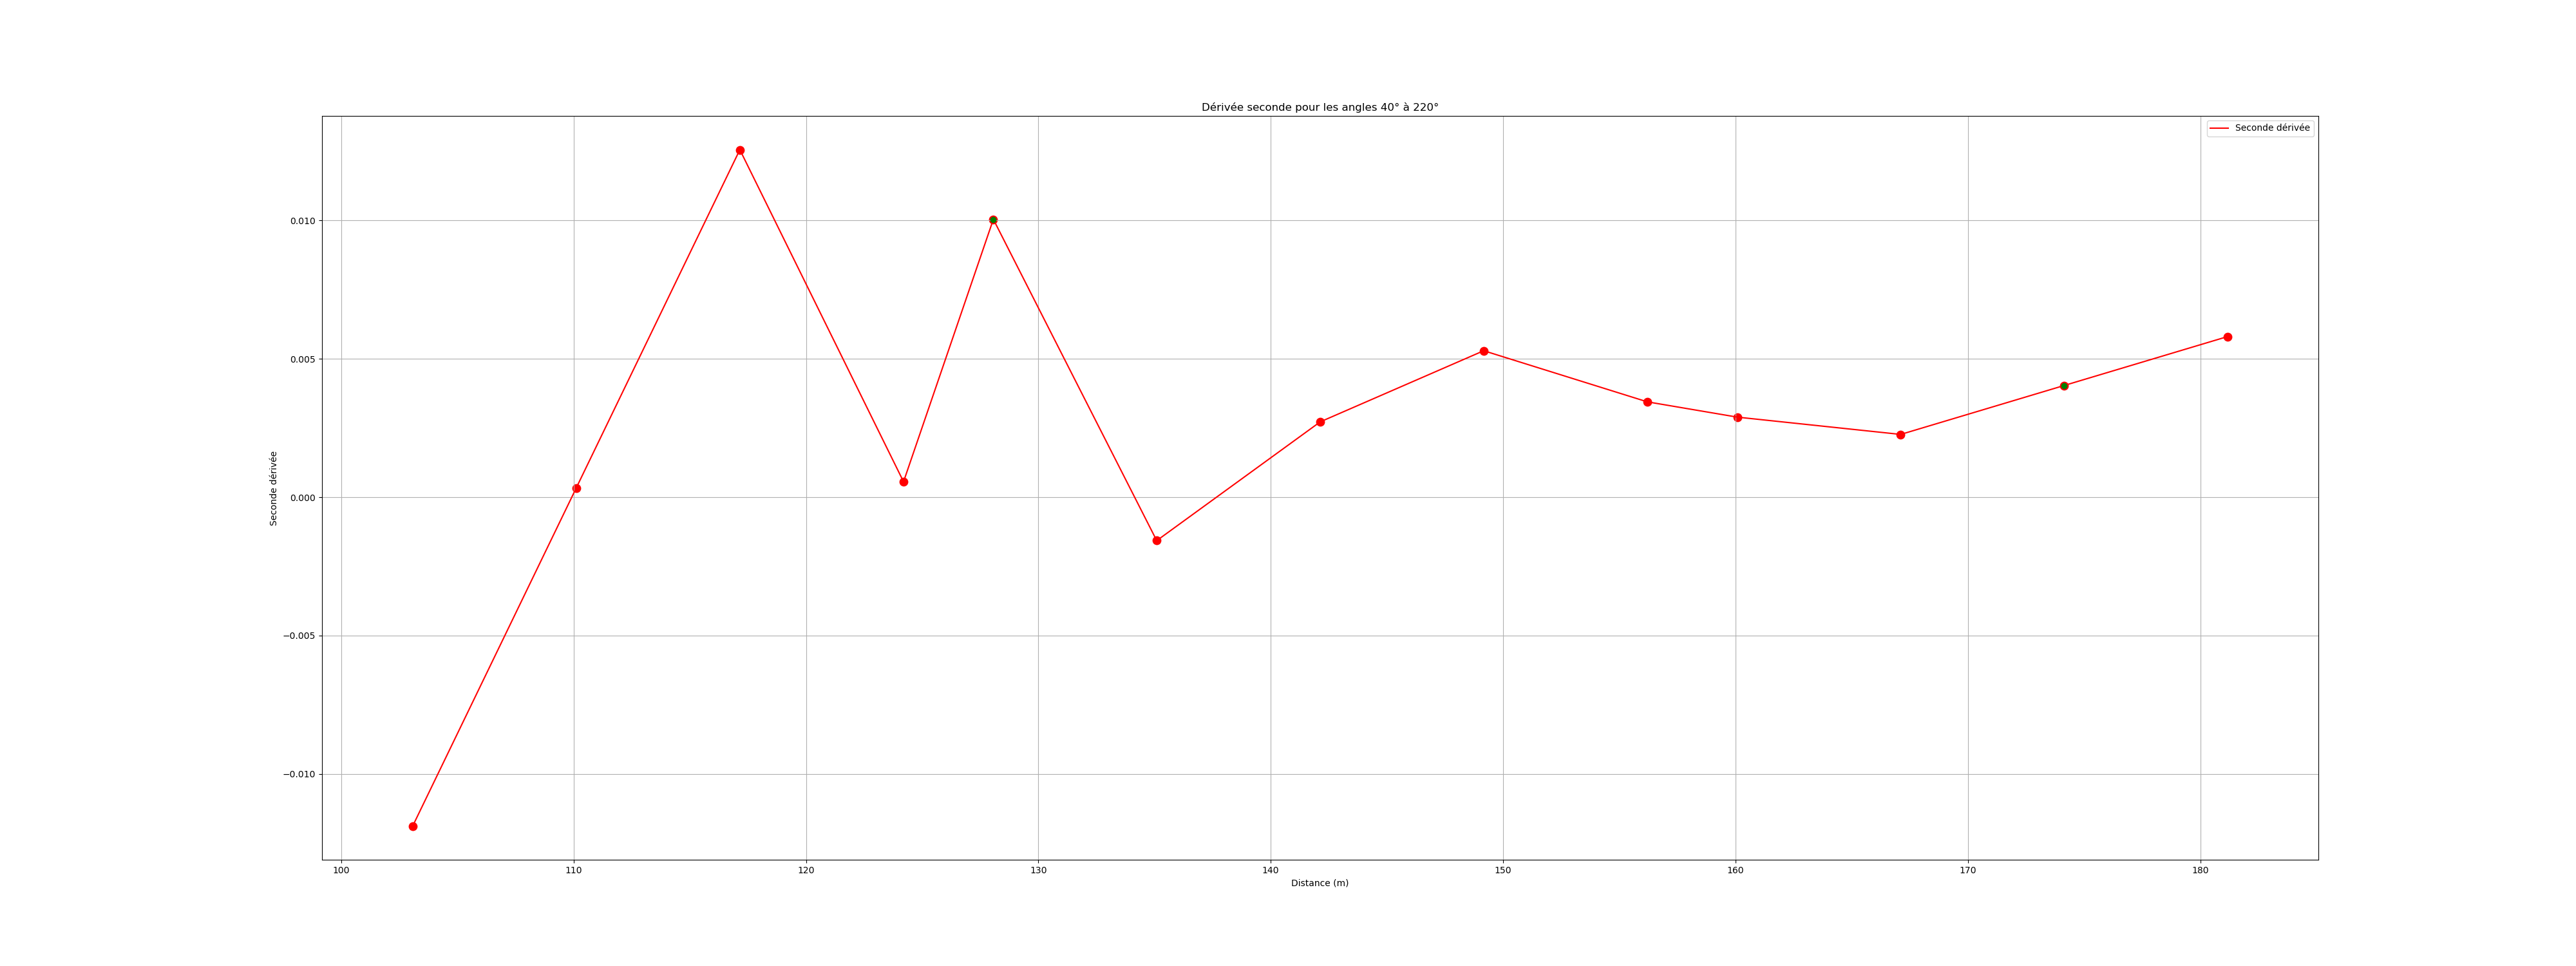 Dérivée seconde pour les angles 40° à 220°
Seconde dérivée
0.010
0.005
0.000
−0.005
−0.010
Seconde dérivée
100 110 120 130 140 150 160 170 180
Distance (m)